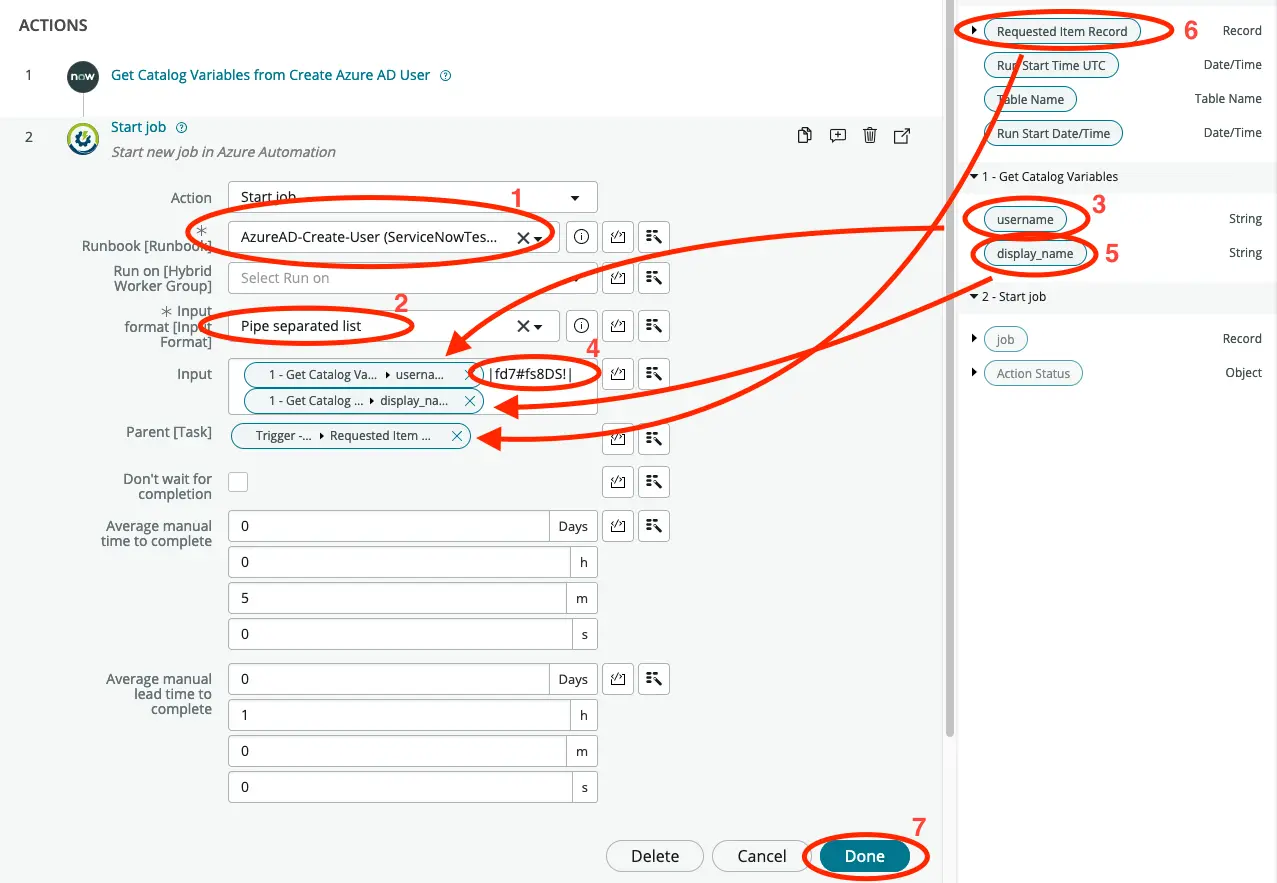 ACTIONS
1
now
Get Catalog Variables from Create Azure AD User
2
Start job
Start new job in Azure Automation
Action
Start job
1
Runbook [Runbook]
AzureAD-Create-User (ServiceNowTes...
Run on [Hybrid
Worker Group]
Select Run on
2
Input
format [Input
Format]
Pipe separated list
4
Input
1 - Get Catalog Va... userna...
|fd7#fs8DS!|
1 - Get Catalog ... display_na...
Parent [Task]
Trigger -... Requested Item ...
Don't wait for
completion
Average manual
time to complete
0 Days
0 h
5 m
0 s
Average manual
lead time to
complete
0 Days
1 h
0 m
0 s
Delete
Cancel
Done
7
Requested Item Record
6
Record
Run Start Time UTC
Date/Time
Table Name
Table Name
Run Start Date/Time
Date/Time
1 - Get Catalog Variables
username
3
String
display_name
5
String
2 - Start job
job
Record
Action Status
Object